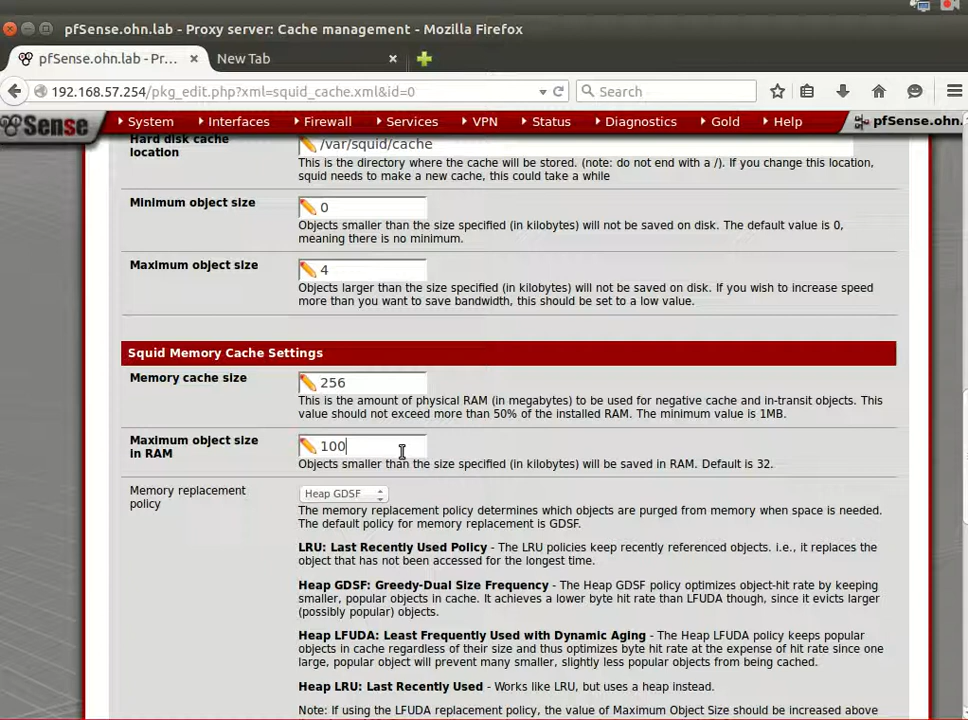 pfSense.ohn.lab - Proxy server: Cache management - Mozilla Firefox
pfSense.ohn.lab - Pr... × New Tab ×
192.168.57.254/pkg_edit.php?xml=squid_cache.xml&id=0 Search
Sense System Interfaces Firewall Services VPN Status Diagnostics Gold Help pfSense.ohn.
Hard disk cache
location
/var/squid/cache
This is the directory where the cache will be stored. (note: do not end with a /). If you change this location,
squid needs to make a new cache, this could take a while
Minimum object size
0
Objects smaller than the size specified (in kilobytes) will not be saved on disk. The default value is 0,
meaning there is no minimum.
Maximum object size
4
Objects larger than the size specified (in kilobytes) will not be saved on disk. If you wish to increase speed
more than you want to save bandwidth, this should be set to a low value.
Squid Memory Cache Settings
Memory cache size
256
This is the amount of physical RAM (in megabytes) to be used for negative cache and in-transit objects. This
value should not exceed more than 50% of the installed RAM. The minimum value is 1MB.
Maximum object size
in RAM
100
Objects smaller than the size specified (in kilobytes) will be saved in RAM. Default is 32.
Memory replacement
policy
Heap GDSF
The memory replacement policy determines which objects are purged from memory when space is needed.
The default policy for memory replacement is GDSF.
LRU: Last Recently Used Policy - The LRU policies keep recently referenced objects. i.e., it replaces the
object that has not been accessed for the longest time.
Heap GDSF: Greedy-Dual Size Frequency - The Heap GDSF policy optimizes object-hit rate by keeping
smaller, popular objects in cache. It achieves a lower byte hit rate than LFUDA though, since it evicts larger
(possibly popular) objects.
Heap LFUDA: Least Frequently Used with Dynamic Aging - The Heap LFUDA policy keeps popular
objects in cache regardless of their size and thus optimizes byte hit rate at the expense of hit rate since one
large, popular object will prevent many smaller, slightly less popular objects from being cached.
Heap LRU: Last Recently Used - Works like LRU, but uses a heap instead.
Note: If using the LFUDA replacement policy, the value of Maximum Object Size should be increased above